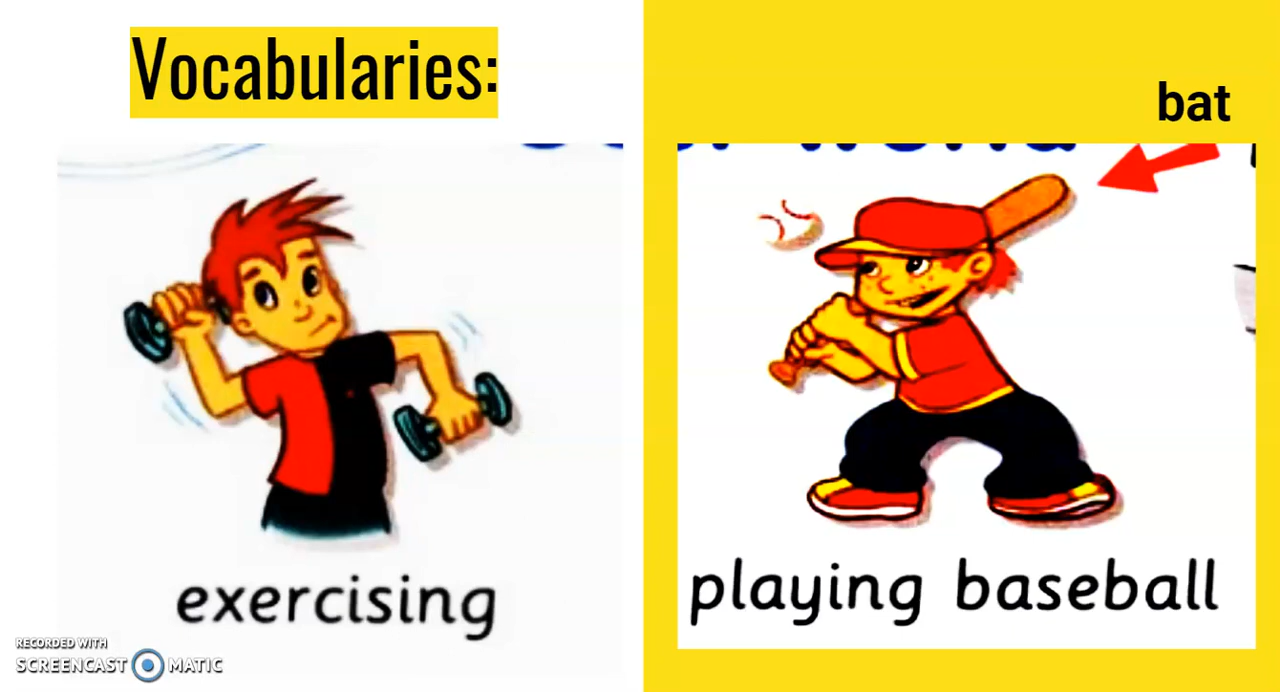 Vocabularies:
bat
exercising
playing baseball
RECORDED WITH
SCREENCAST MATIC